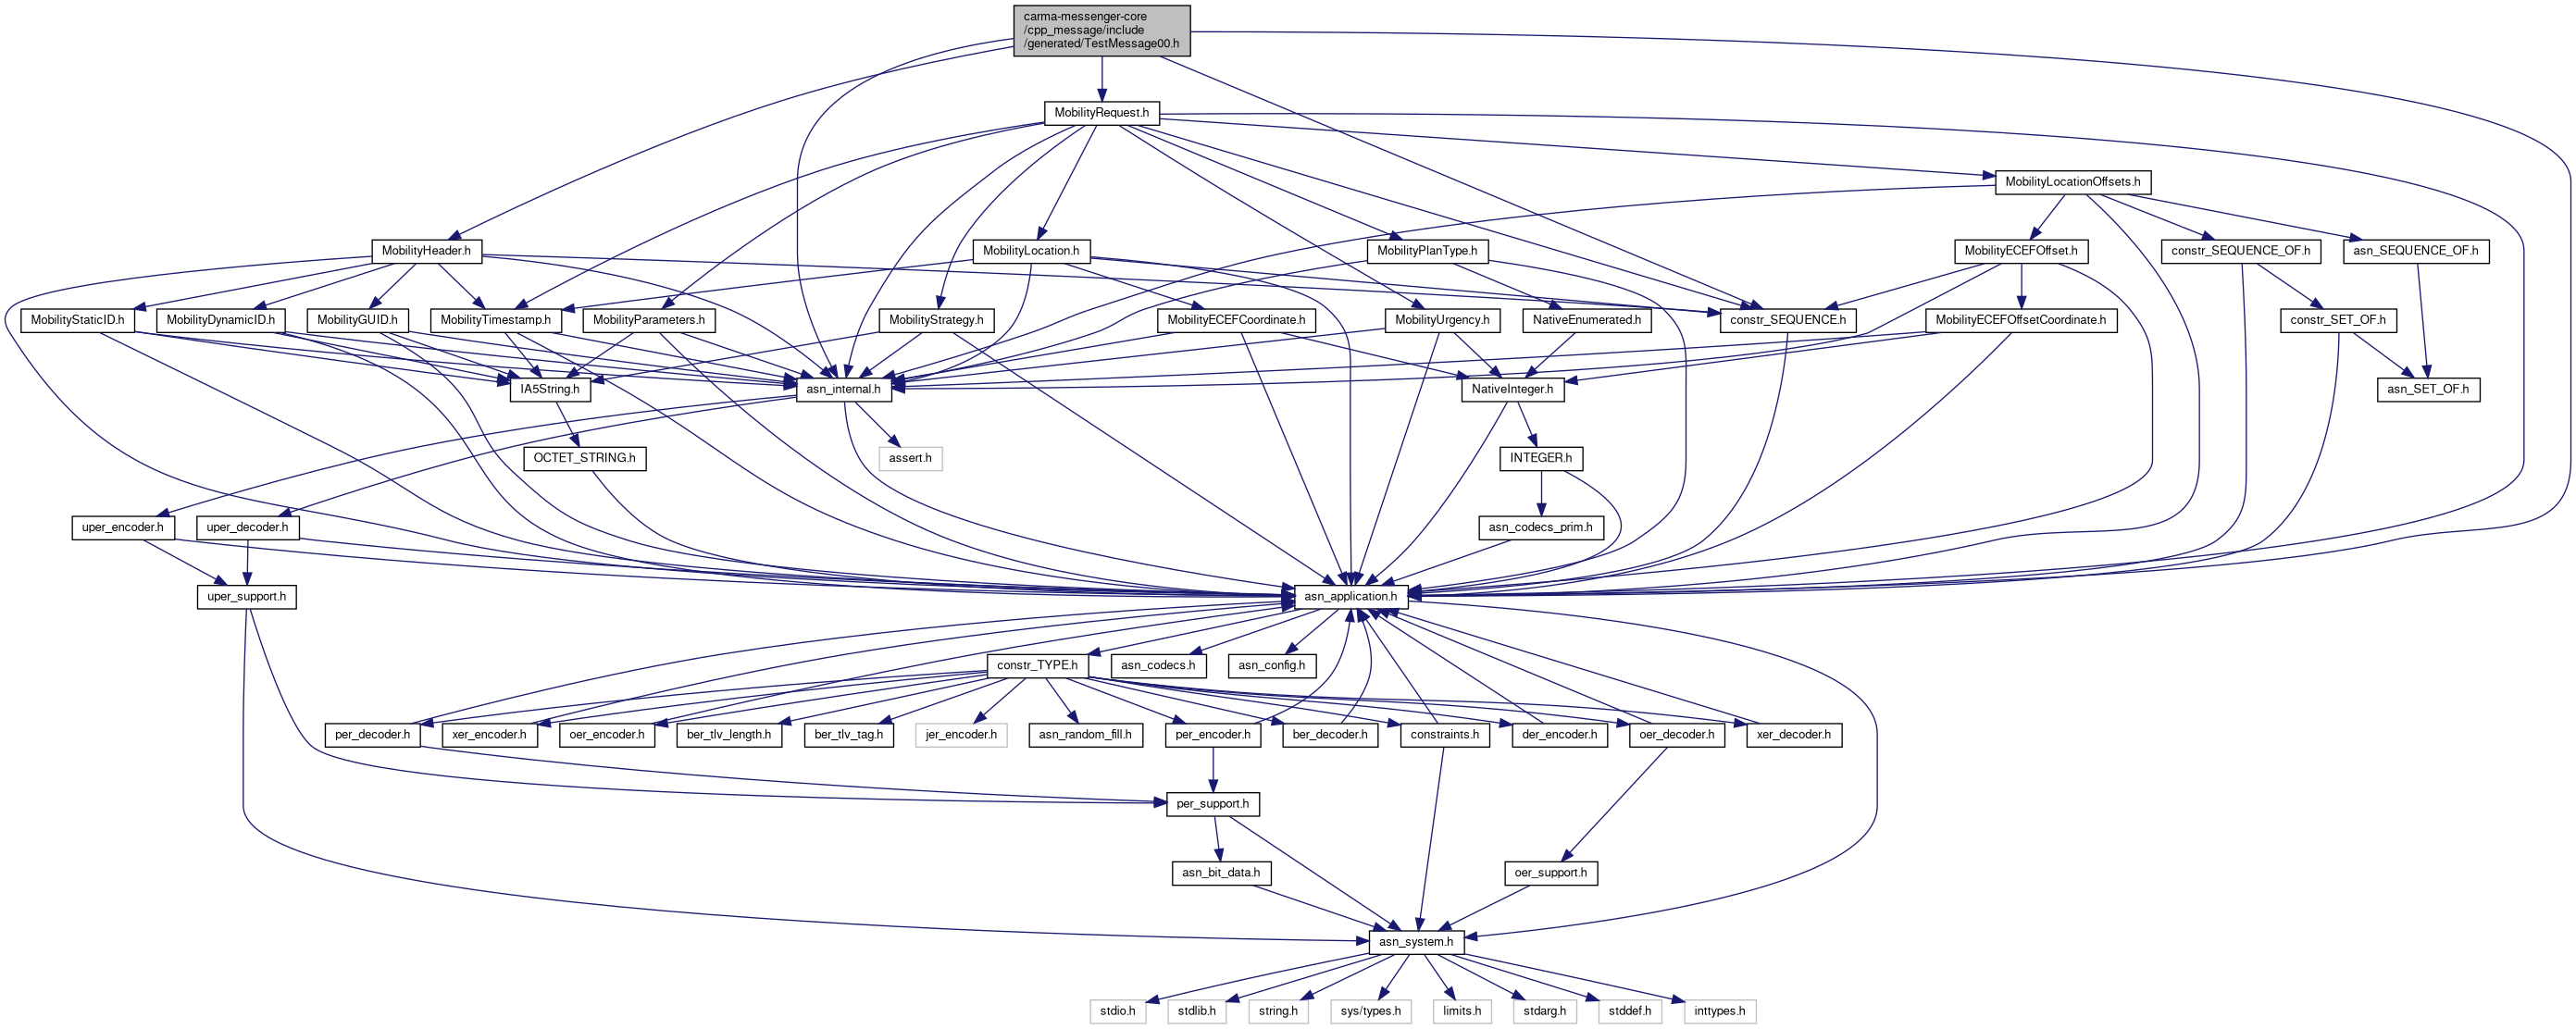 carma-messenger-core
/cpp_message/include
/generated/TestMessage00.h
MobilityRequest.h
MobilityLocationOffsets.h
MobilityHeader.h
MobilityLocation.h
MobilityPlanType.h
MobilityECEFOffset.h
constr_SEQUENCE_OF.h
asn_SEQUENCE_OF.h
MobilityStaticID.h
MobilityDynamicID.h
MobilityGUID.h
MobilityTimestamp.h
MobilityParameters.h
MobilityStrategy.h
MobilityECEFCoordinate.h
MobilityUrgency.h
NativeEnumerated.h
constr_SEQUENCE.h
MobilityECEFOffsetCoordinate.h
constr_SET_OF.h
IA5String.h
asn_internal.h
NativeInteger.h
asn_SET_OF.h
OCTET_STRING.h
assert.h
INTEGER.h
uper_encoder.h
uper_decoder.h
asn_codecs_prim.h
uper_support.h
asn_application.h
constr_TYPE.h
asn_codecs.h
asn_config.h
per_decoder.h
xer_encoder.h
oer_encoder.h
ber_tlv_length.h
ber_tlv_tag.h
jer_encoder.h
asn_random_fill.h
per_encoder.h
ber_decoder.h
constraints.h
der_encoder.h
oer_decoder.h
xer_decoder.h
per_support.h
asn_bit_data.h
oer_support.h
asn_system.h
stdio.h
stdlib.h
string.h
sys/types.h
limits.h
stdarg.h
stddef.h
inttypes.h